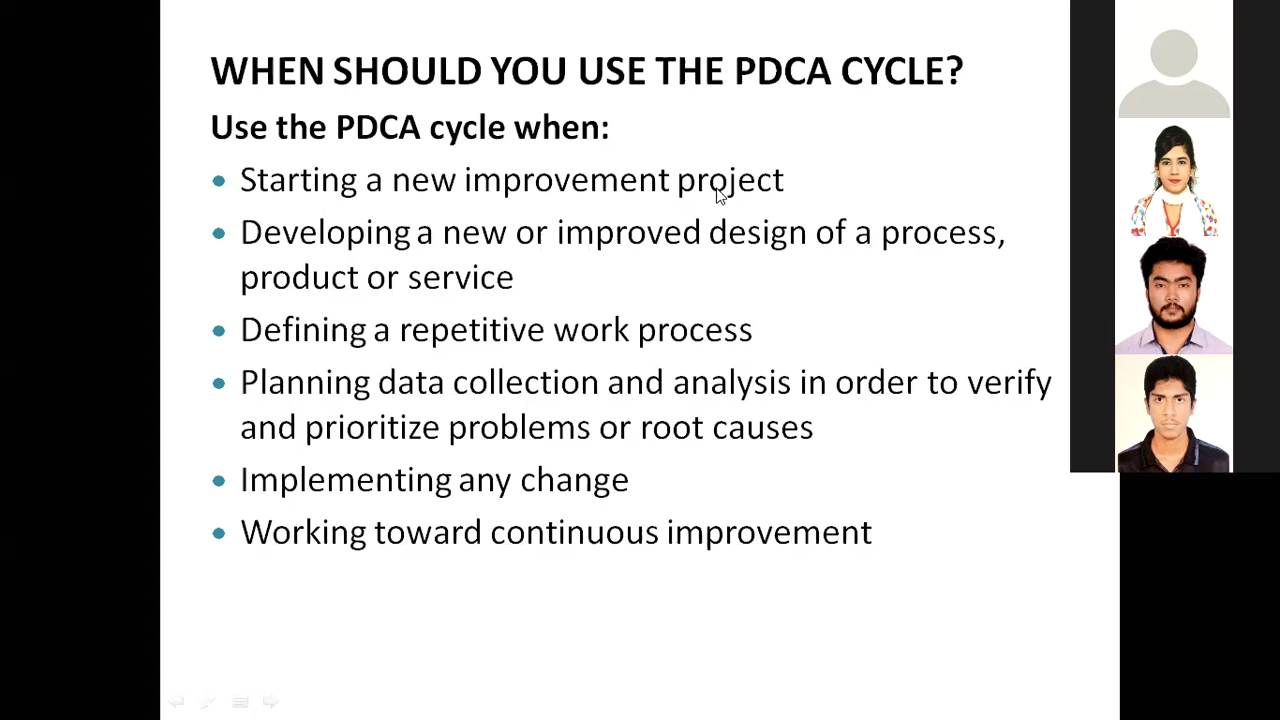 WHEN SHOULD YOU USE THE PDCA CYCLE?
Use the PDCA cycle when:
• Starting a new improvement project
• Developing a new or improved design of a process,
product or service
• Defining a repetitive work process
• Planning data collection and analysis in order to verify
and prioritize problems or root causes
• Implementing any change
• Working toward continuous improvement